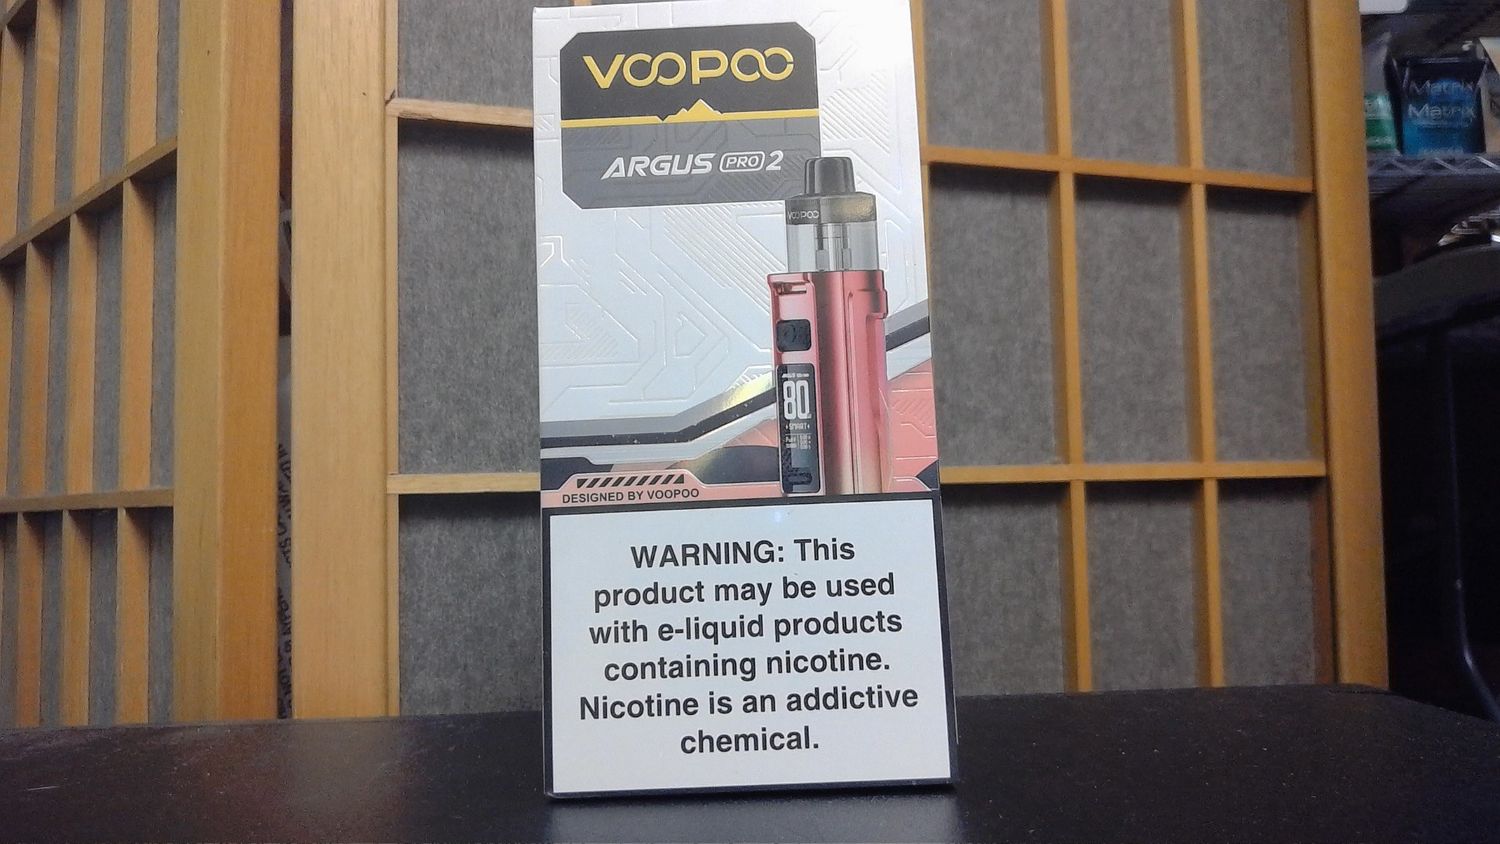 VOOPOO
ARGUS PRO 2
VOOPOO
80
SMART
DESIGNED BY VOOPOO
WARNING: This
product may be used
with e-liquid products
containing nicotine.
Nicotine is an addictive
chemical.
Matrix
Matrix